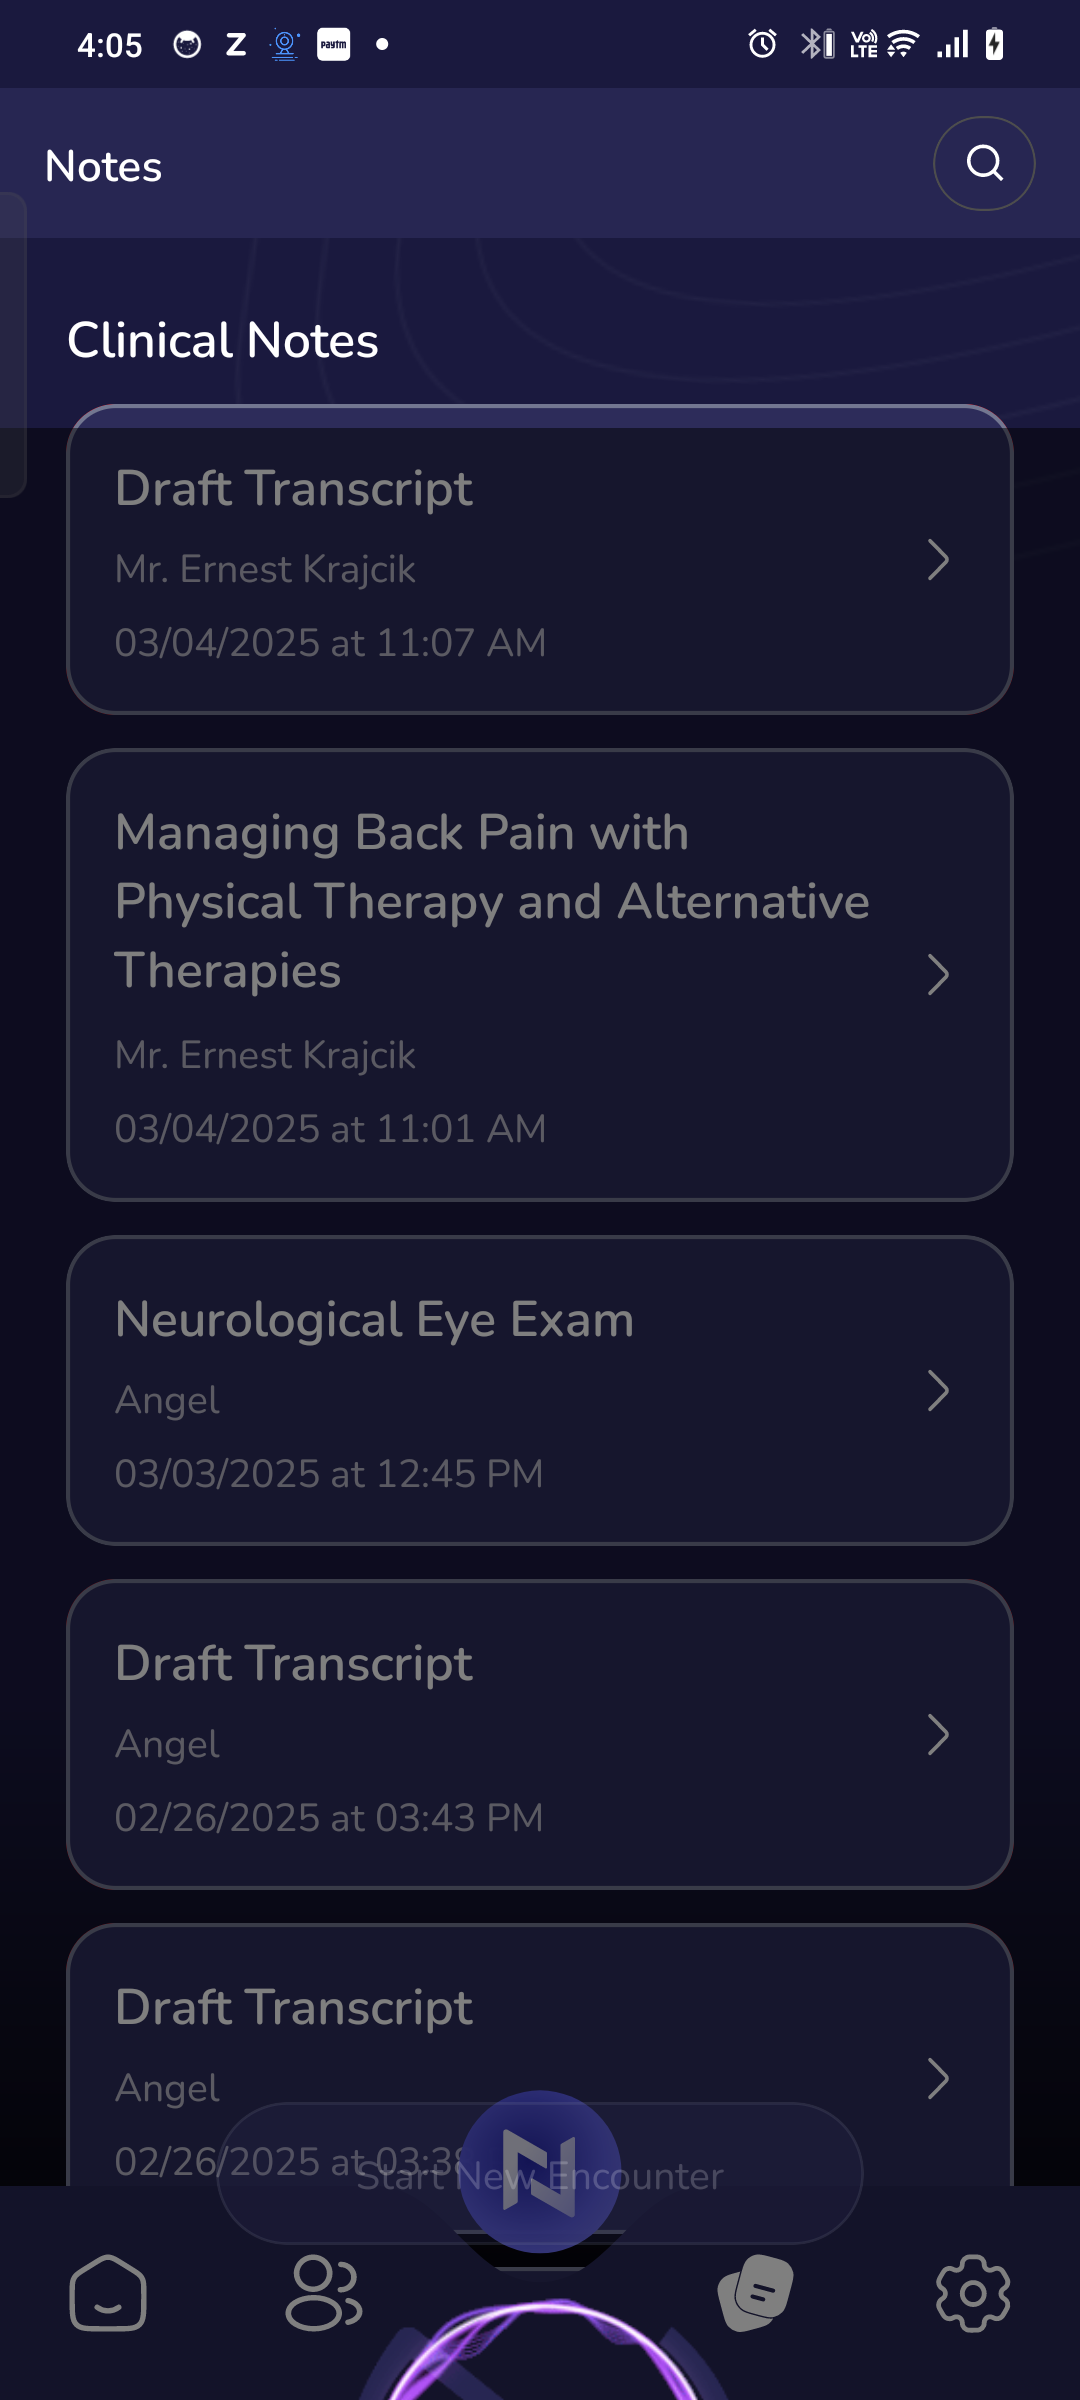 4:05
Z
paytm
Vo)) LTE
Notes
Clinical Notes
Draft Transcript
Mr. Ernest Krajcik
03/04/2025 at 11:07 AM
Managing Back Pain with
Physical Therapy and Alternative
Therapies
Mr. Ernest Krajcik
03/04/2025 at 11:01 AM
Neurological Eye Exam
Angel
03/03/2025 at 12:45 PM
Draft Transcript
Angel
02/26/2025 at 03:43 PM
Draft Transcript
Angel
02/26/2025 at
Start New Encounter
N